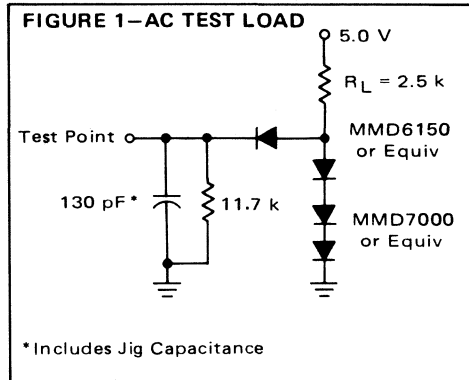 FIGURE 1—AC TEST LOAD
5.0 V
R_L = 2.5 k
Test Point
MMD6150
or Equiv
130 pF*
11.7 k
MMD7000
or Equiv
*Includes Jig Capacitance